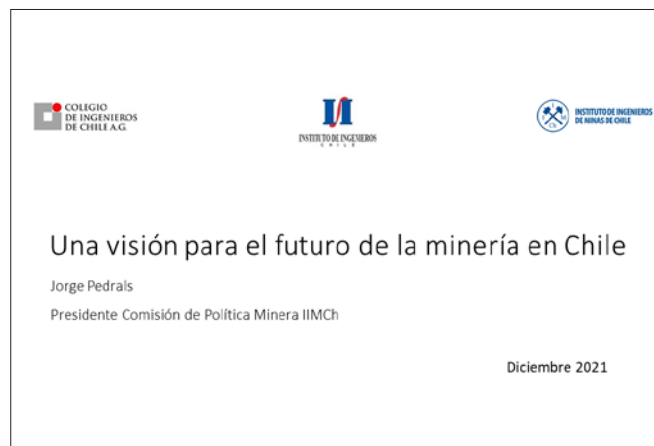 COLEGIO
DE INGENIEROS
DE CHILE A.G.
INSTITUTO DE INGENIEROS
CHILE
INSTITUTO DE INGENIEROS
DE MINAS DE CHILE
Una visión para el futuro de la minería en Chile
Jorge Pedrals
Presidente Comisión de Política Minera IIMCh
Diciembre 2021